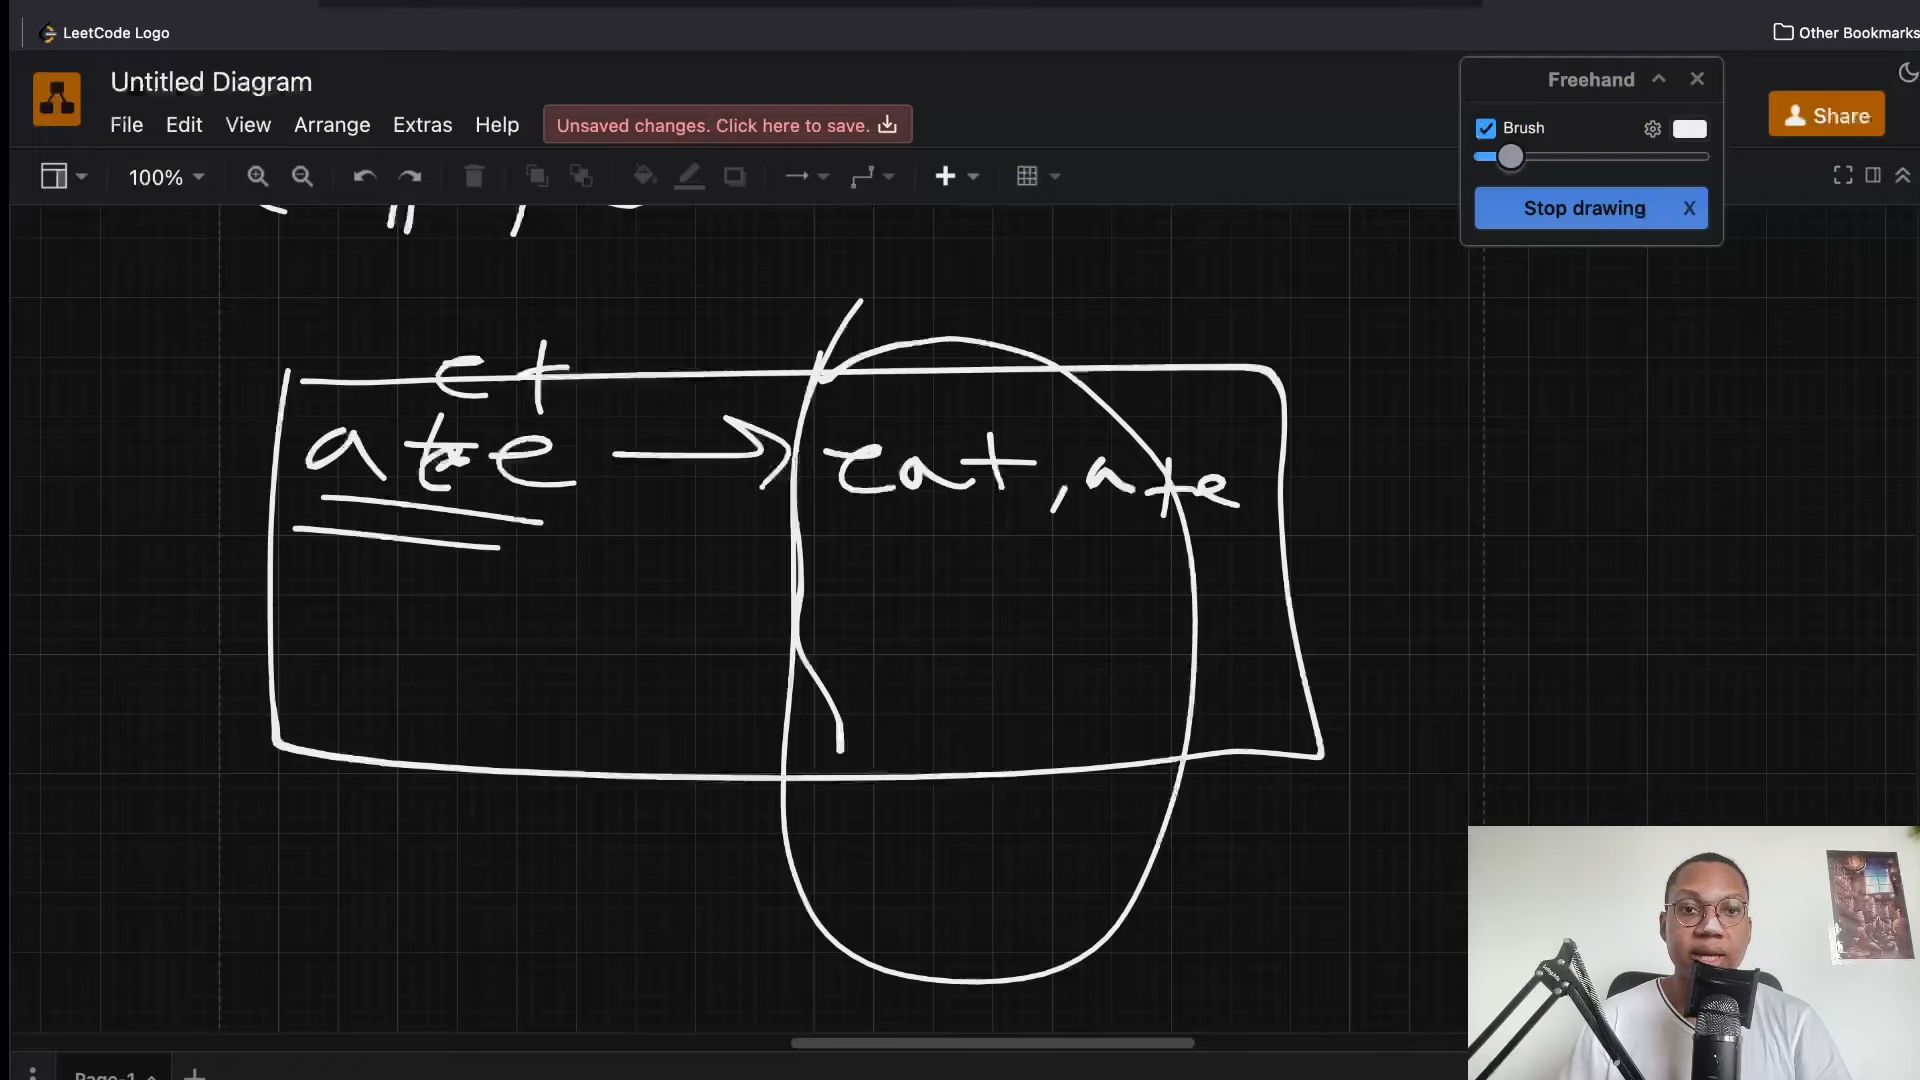 LeetCode Logo
Other Bookmarks
Untitled Diagram
File Edit View Arrange Extras Help
Unsaved changes. Click here to save.
Freehand
Brush
Stop drawing X
Share
100%
et
ate → eat, ate
Page-1